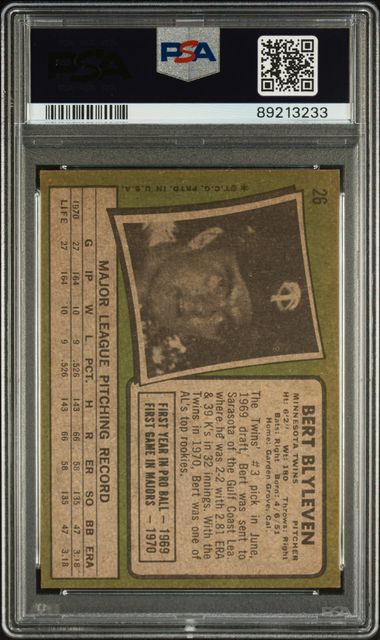 PSA
PSA
89213233
26
*©T.C.G. PRTD. IN U.S.A.
BERT BLYLEVEN
MINNESOTA TWINS PITCHER
Ht: 6'2½" Wt: 180 Throws: Right
Bats: Right Born: 4/6/51
Home: Garden Grove, Cal.
The Twins' #3 pick in June,
1969 draft, Bert was sent to
Sarasota of the Gulf Coast Lea.
where he was 2-2 with 2.81 ERA
& 39 K's in 32 innings. With the
Twins in 1970, Bert was one of
AL's top rookies.
FIRST YEAR IN PRO BALL — 1969
FIRST GAME IN MAJORS — 1970
MAJOR LEAGUE PITCHING RECORD
G IP W L PCT. H R ER SO BB ERA
1970 27 164 10 9 .526 143 66 58 135 47 3.18
LIFE 27 164 10 9 .526 143 66 58 135 47 3.18